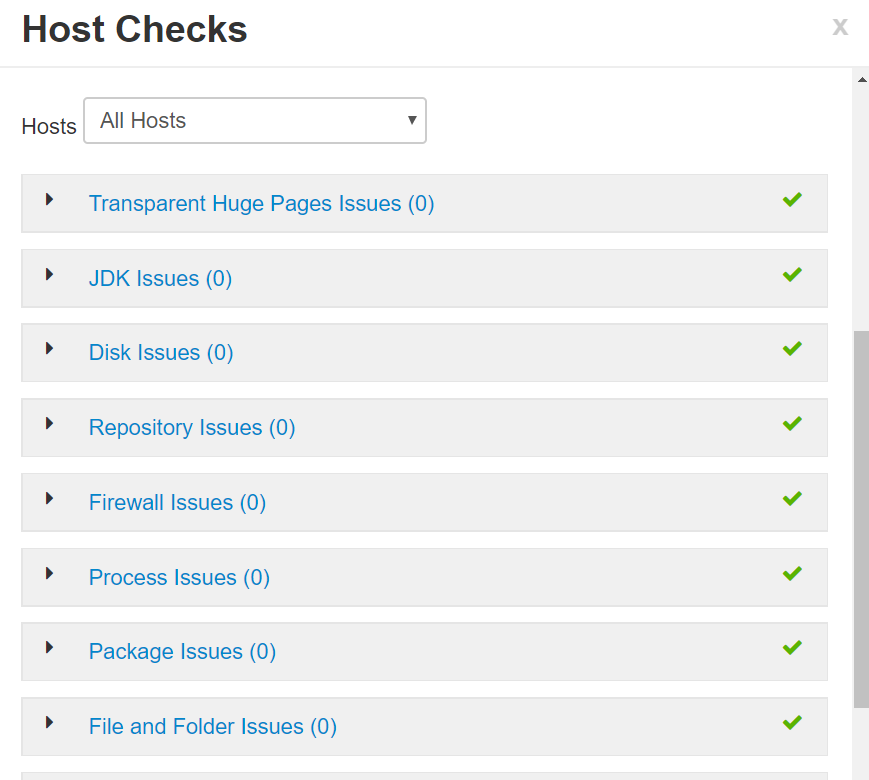 Host Checks
x
Hosts All Hosts
Transparent Huge Pages Issues (0)
JDK Issues (0)
Disk Issues (0)
Repository Issues (0)
Firewall Issues (0)
Process Issues (0)
Package Issues (0)
File and Folder Issues (0)